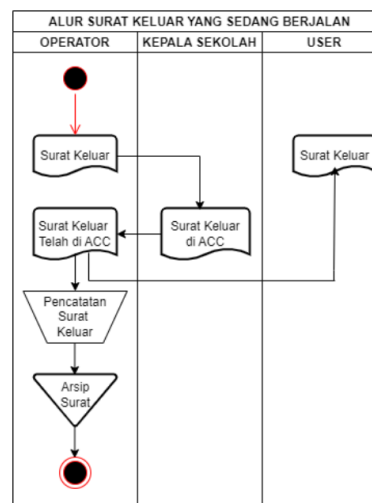 ALUR SURAT KELUAR YANG SEDANG BERJALAN
OPERATOR
KEPALA SEKOLAH
USER
Surat Keluar
Surat Keluar
Surat Keluar
Telah di ACC
Surat Keluar
di ACC
Pencatatan
Surat
Keluar
Arsip
Surat